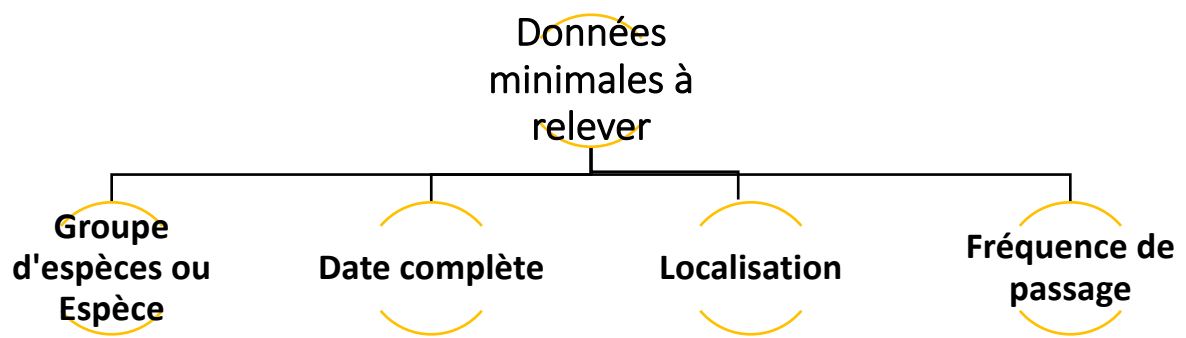 Données
minimales à
relever
Groupe
d'espèces ou
Espèce
Date complète
Localisation
Fréquence de
passage